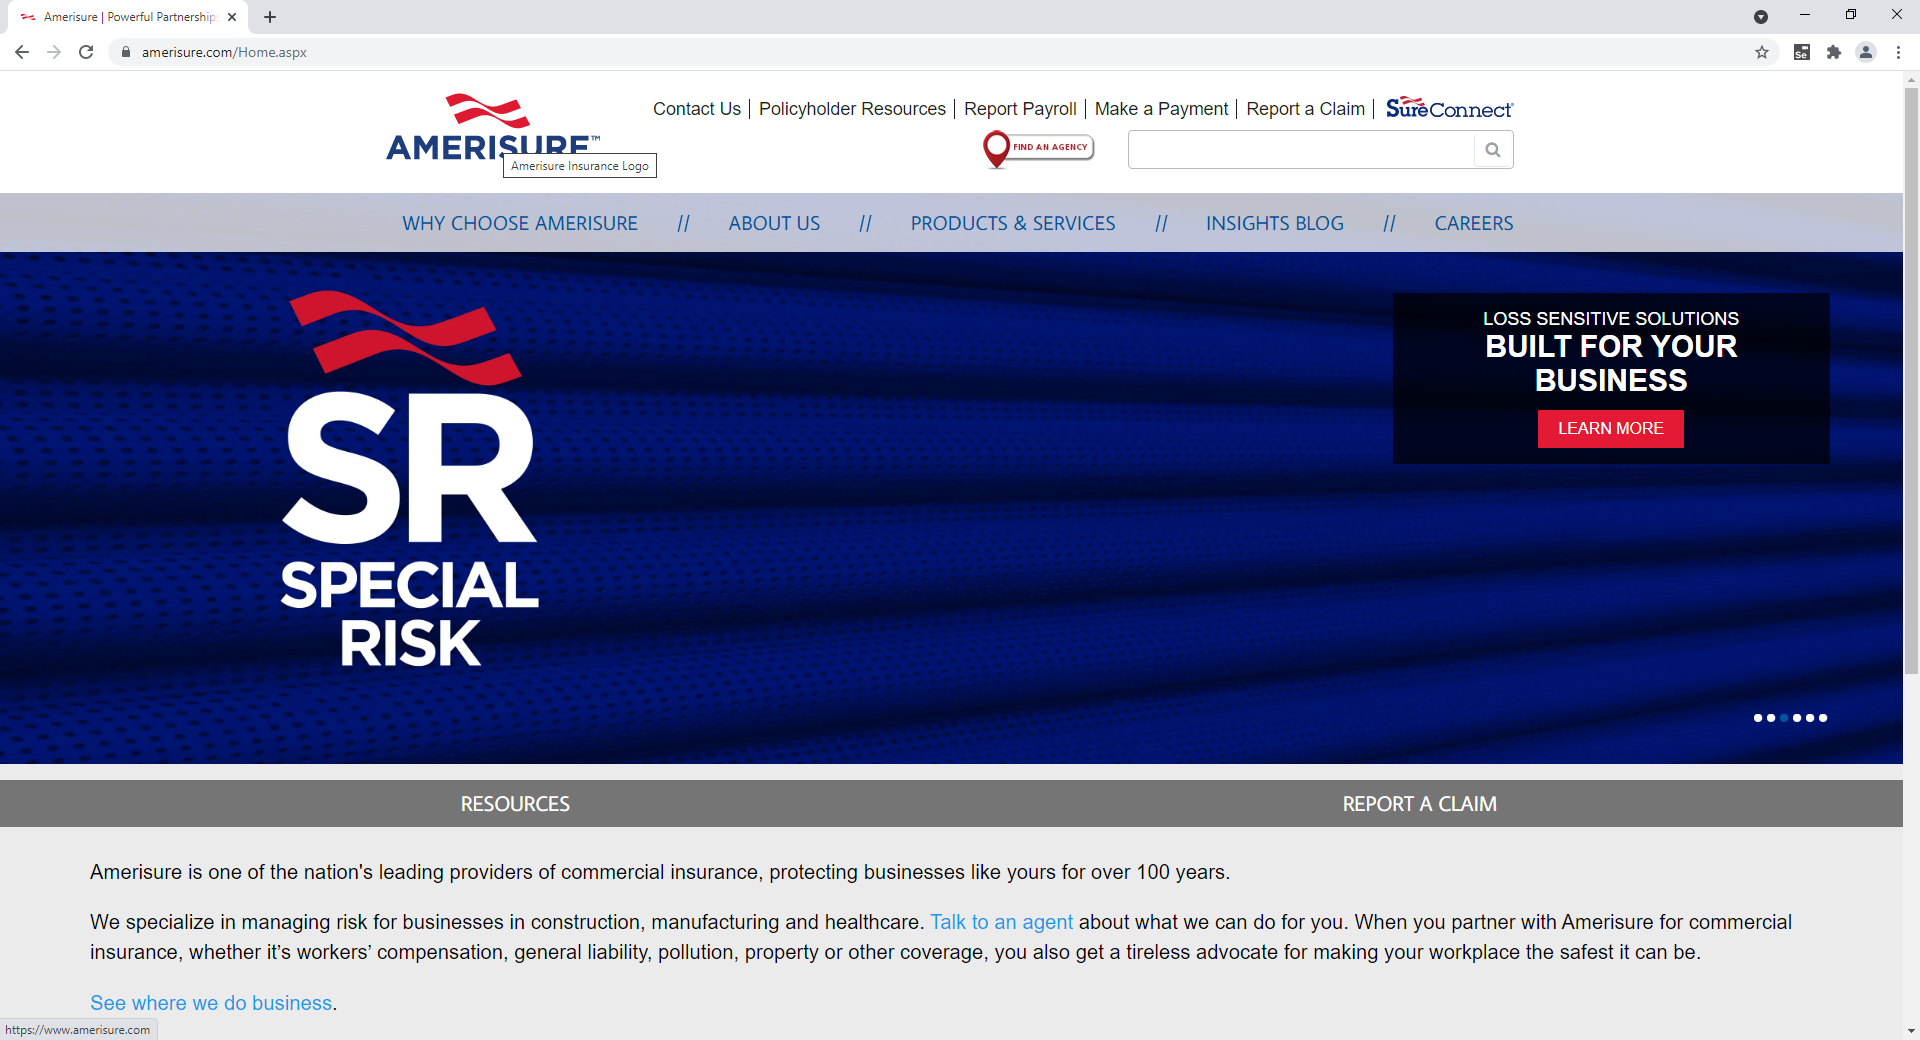 Amerisure | Powerful Partnership
amerisure.com/Home.aspx
Se
AMERISURE™
Amerisure Insurance Logo
Contact Us | Policyholder Resources | Report Payroll | Make a Payment | Report a Claim | SureConnect
FIND AN AGENCY
WHY CHOOSE AMERISURE // ABOUT US // PRODUCTS & SERVICES // INSIGHTS BLOG // CAREERS
SR
SPECIAL
RISK
LOSS SENSITIVE SOLUTIONS
BUILT FOR YOUR
BUSINESS
LEARN MORE
RESOURCES
REPORT A CLAIM
Amerisure is one of the nation's leading providers of commercial insurance, protecting businesses like yours for over 100 years.
We specialize in managing risk for businesses in construction, manufacturing and healthcare. Talk to an agent about what we can do for you. When you partner with Amerisure for commercial
insurance, whether it’s workers’ compensation, general liability, pollution, property or other coverage, you also get a tireless advocate for making your workplace the safest it can be.
See where we do business.
https://www.amerisure.com